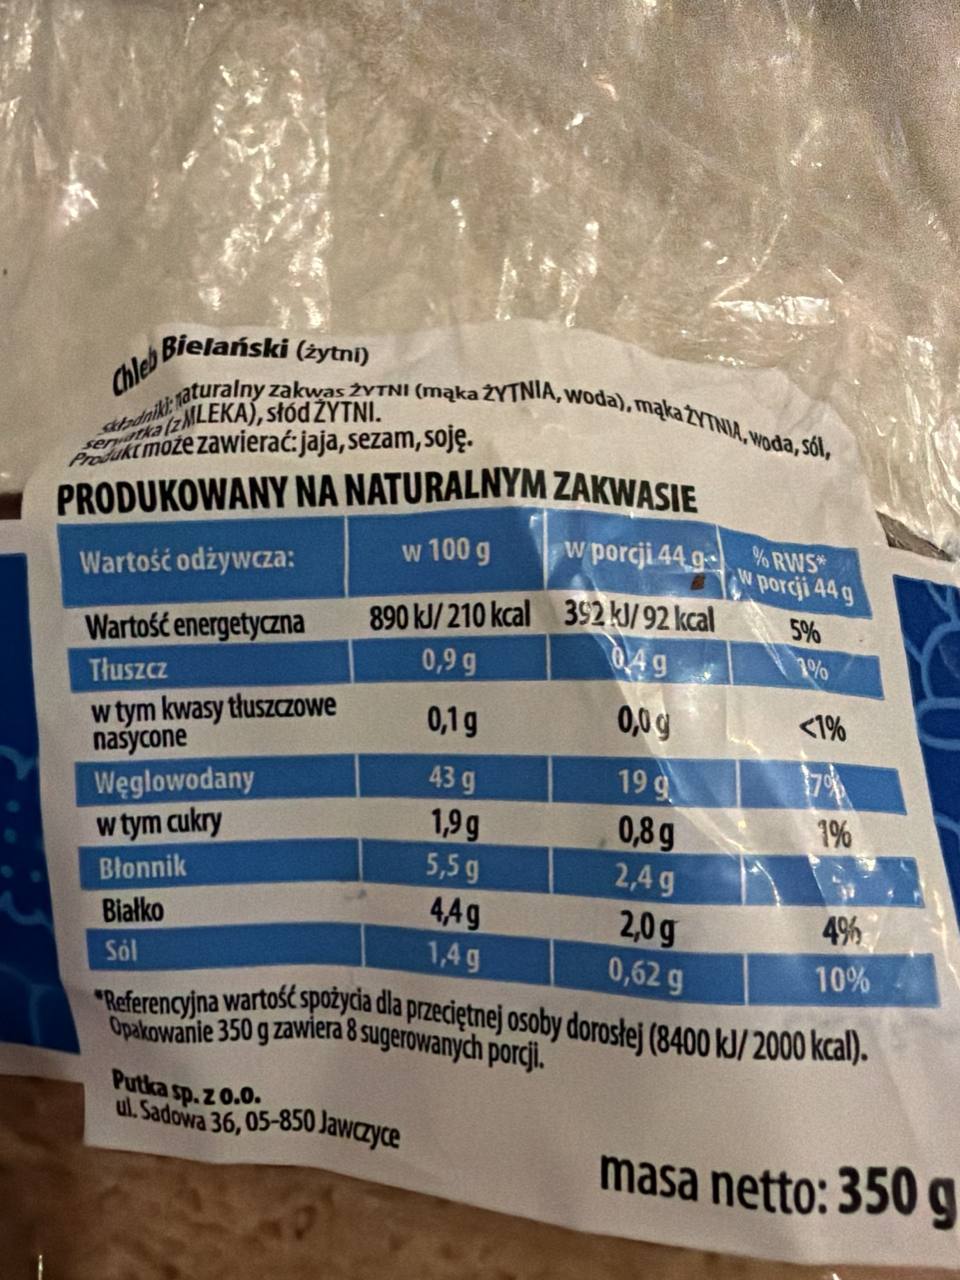 Chleb Bielański (żytni)
składniki: naturalny zakwas ŻYTNI (mąka ŻYTNIA, woda), mąka ŻYTNIA, woda, sól,
serwatka (z MLEKA), słód ŻYTNI.
Produkt może zawierać: jaja, sezam, soję.
PRODUKOWANY NA NATURALNYM ZAKWASIE
Wartość odżywcza: w 100 g w porcji 44 g % RWS*
w porcji 44 g
Wartość energetyczna 890 kJ/ 210 kcal 392 kJ/ 92 kcal 5%
Tłuszcz 0,9 g 0,4 g 1%
w tym kwasy tłuszczowe
nasycone 0,1 g 0,0 g <1%
Węglowodany 43 g 19 g 7%
w tym cukry 1,9 g 0,8 g 1%
Błonnik 5,5 g 2,4 g -
Białko 4,4 g 2,0 g 4%
Sól 1,4 g 0,62 g 10%
*Referencyjna wartość spożycia dla przeciętnej osoby dorosłej (8400 kJ/ 2000 kcal).
Opakowanie 350 g zawiera 8 sugerowanych porcji.
Putka sp. z o.o.
ul. Sadowa 36, 05-850 Jawczyce
masa netto: 350 g